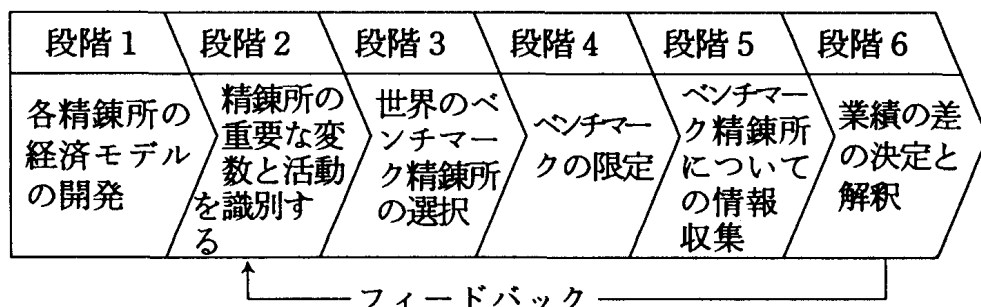 段階1
段階2
段階3
段階4
段階5
段階6
各精錬所の
経済モデル
の開発
精錬所の
重要な変
数と活動
を識別す
る
世界のベ
ンチマー
ク精錬所
の選択
ベンチマー
クの限定
ベンチマー
ク精錬所
について
の情報
収集
業績の差
の決定と
解釈
フィードバック